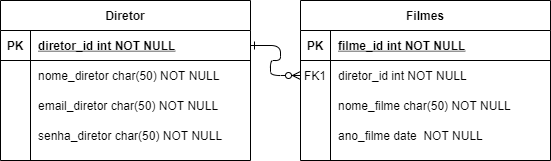 Diretor
PK diretor_id int NOT NULL
nome_diretor char(50) NOT NULL
email_diretor char(50) NOT NULL
senha_diretor char(50) NOT NULL
Filmes
PK filme_id int NOT NULL
FK1 diretor_id int NOT NULL
nome_filme char(50) NOT NULL
ano_filme date NOT NULL